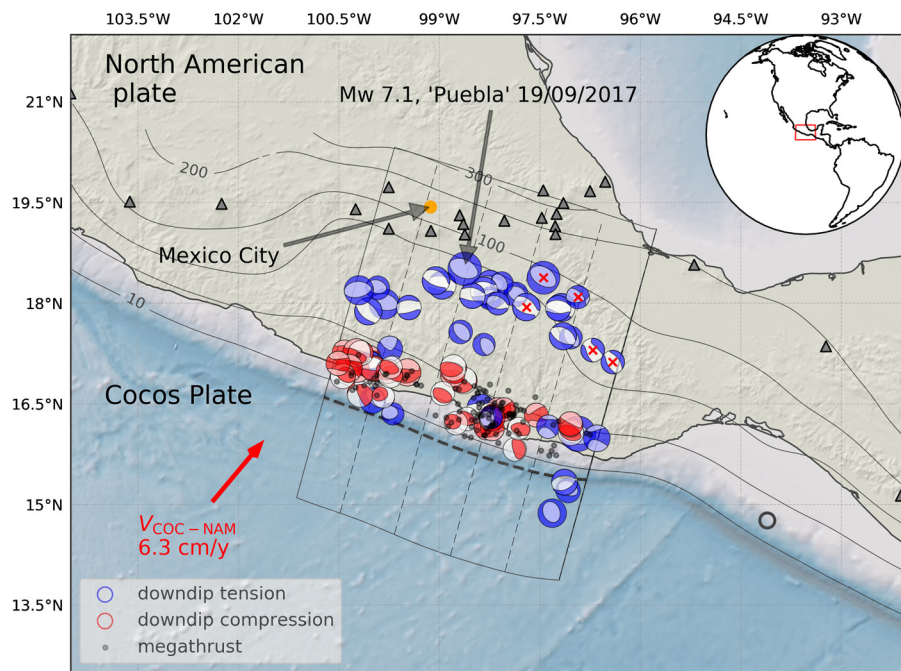 103.5°W 102°W 100.5°W 99°W 97.5°W 96°W 94.5°W 93°W
North American
plate
Mw 7.1, 'Puebla' 19/09/2017
21°N
200
300
19.5°N
Mexico City
100
18°N
10
Cocos Plate
16.5°N
15°N
V COC − NAM
6.3 cm/y
downdip tension
downdip compression
megathrust
13.5°N